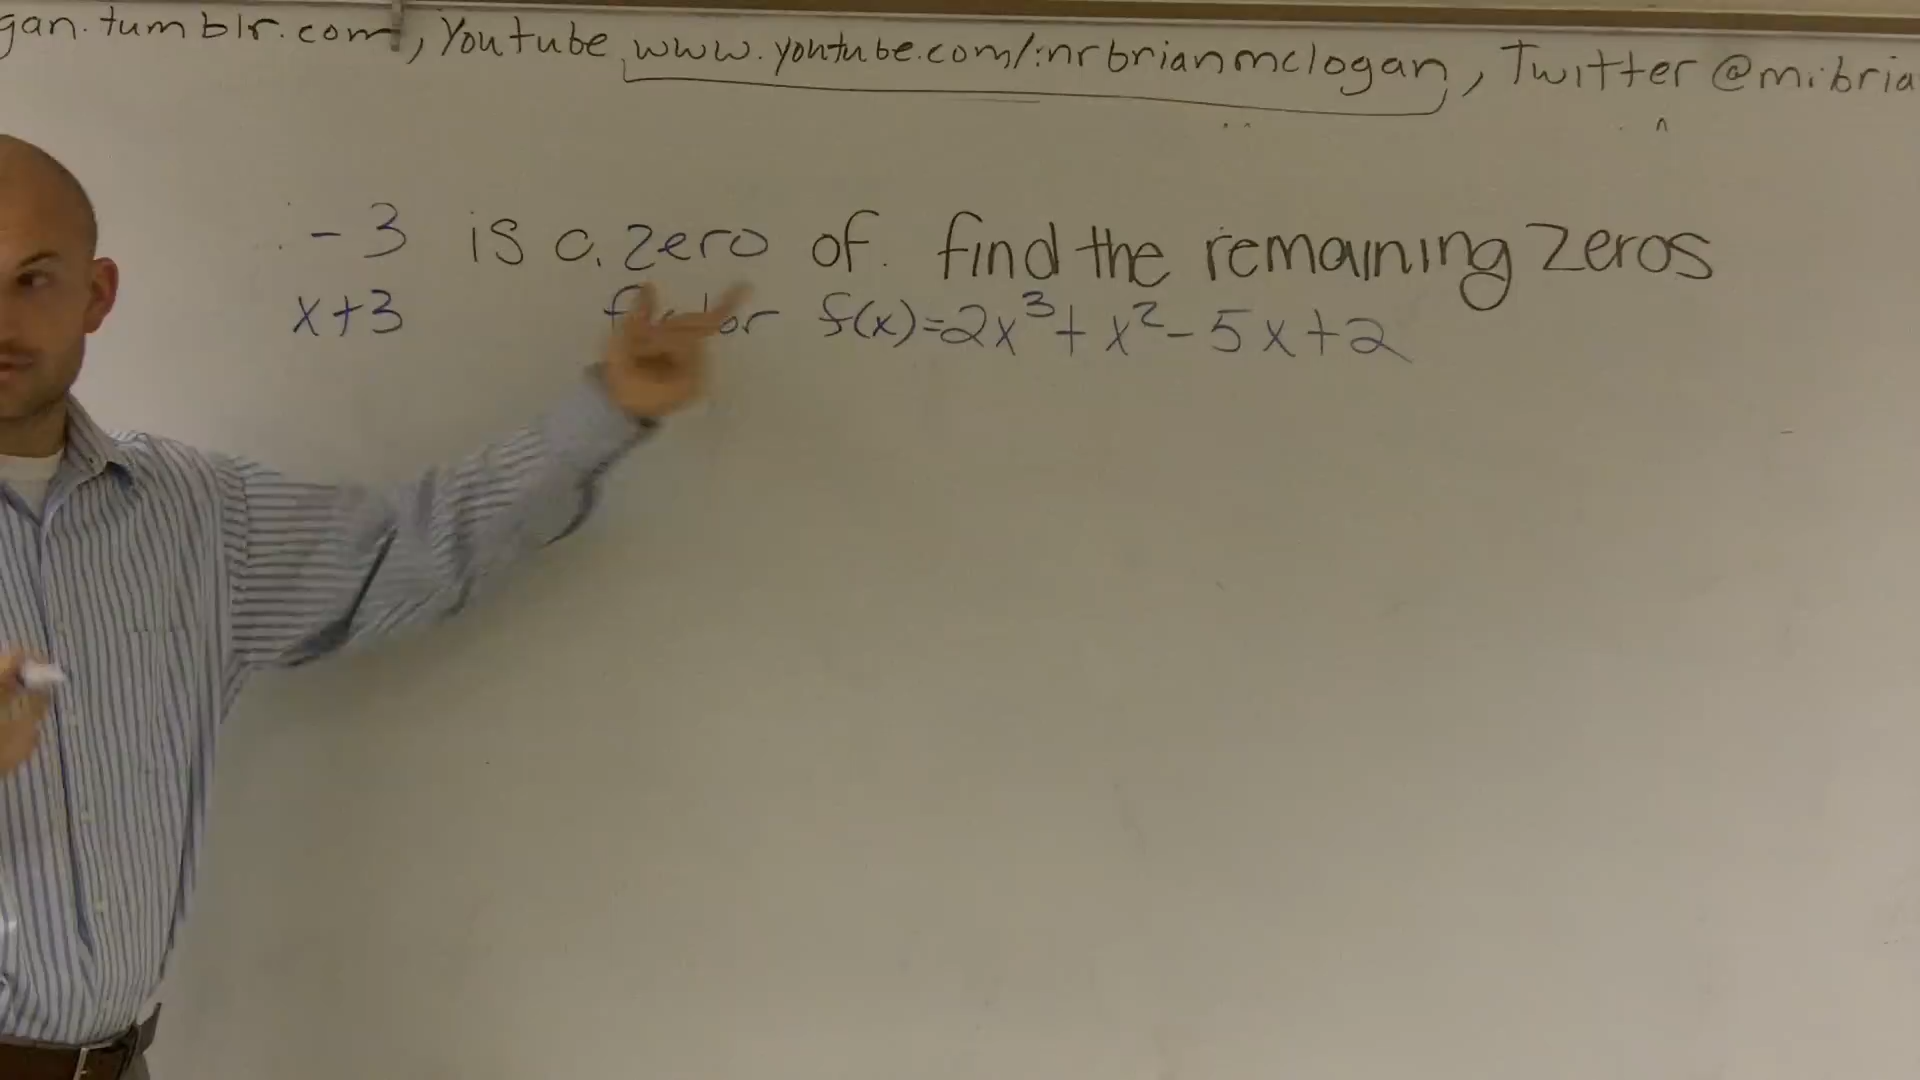 gan.tumblr.com, Youtube www.youtube.com/mrbrianmclogan, Twitter @mrbria
-3 is a zero of. find the remaining zeros
x+3 factor f(x)=2x³+x²-5x+2